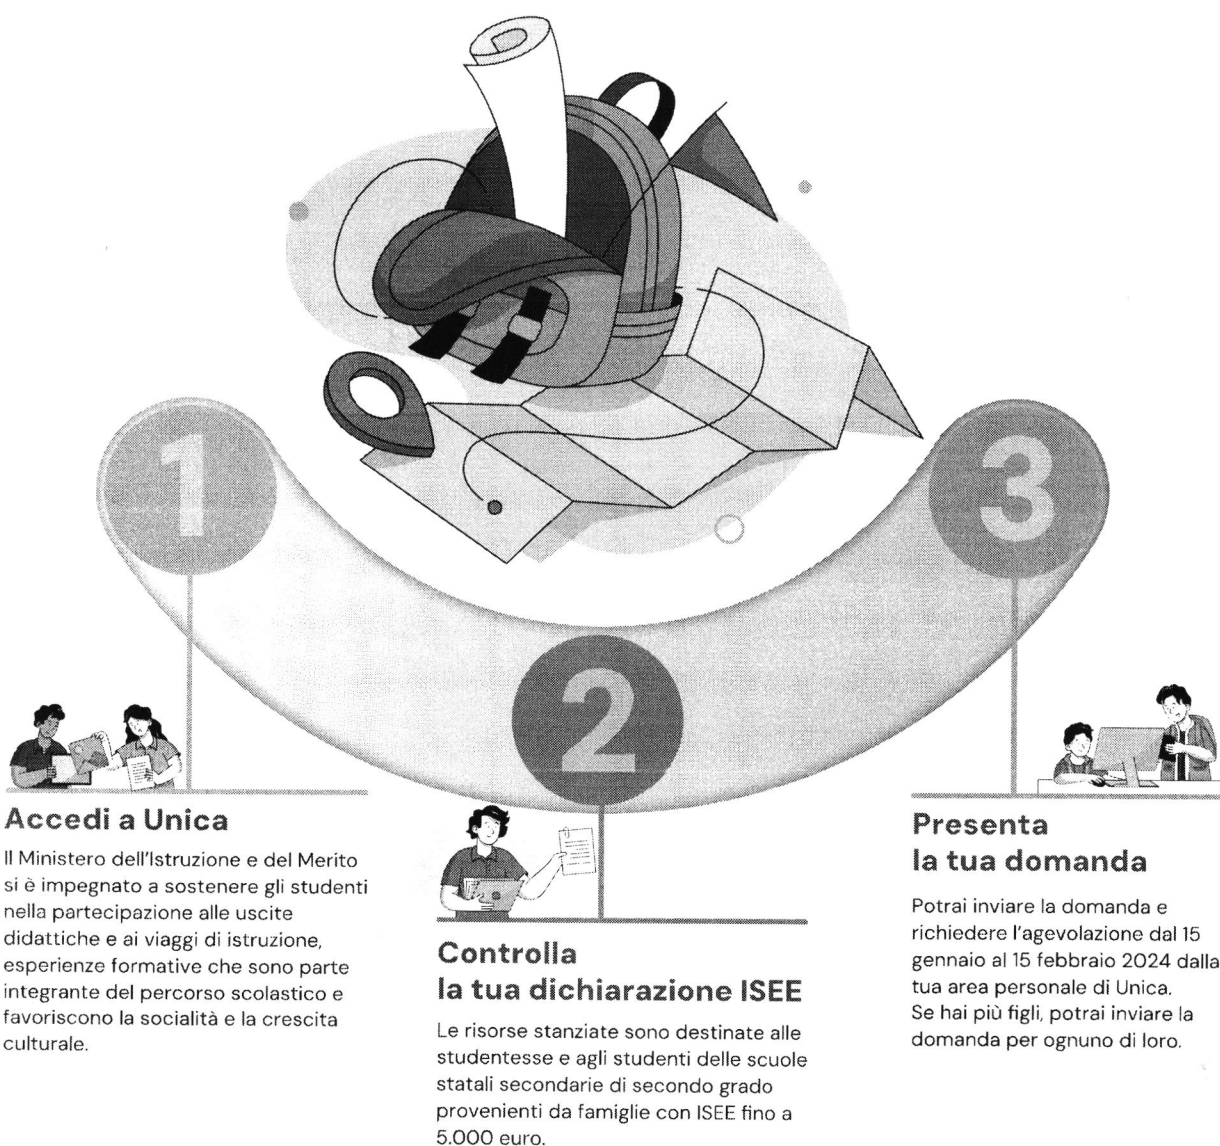 1
Accedi a Unica
Il Ministero dell'Istruzione e del Merito
si è impegnato a sostenere gli studenti
nella partecipazione alle uscite
didattiche e ai viaggi di istruzione,
esperienze formative che sono parte
integrante del percorso scolastico e
favoriscono la socialità e la crescita
culturale.
2
Controlla
la tua dichiarazione ISEE
Le risorse stanziate sono destinate alle
studentesse e agli studenti delle scuole
statali secondarie di secondo grado
provenienti da famiglie con ISEE fino a
5.000 euro.
3
Presenta
la tua domanda
Potrai inviare la domanda e
richiedere l'agevolazione dal 15
gennaio al 15 febbraio 2024 dalla
tua area personale di Unica.
Se hai più figli, potrai inviare la
domanda per ognuno di loro.